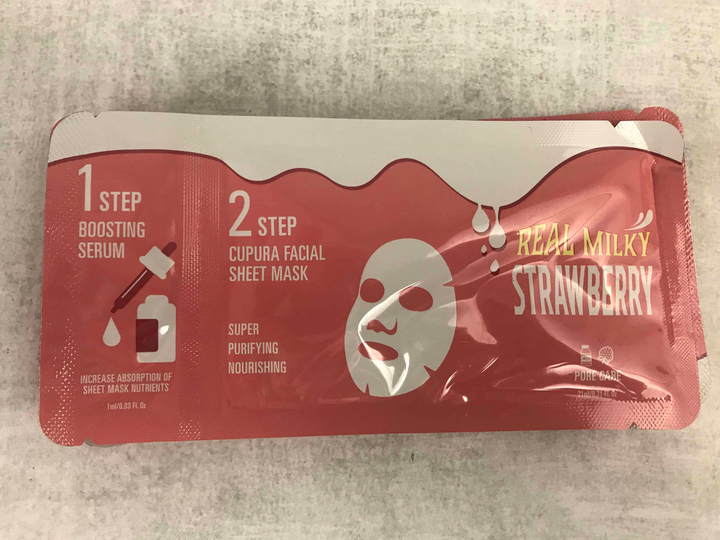 1 STEP
BOOSTING
SERUM
INCREASE ABSORPTION OF
SHEET MASK NUTRIENTS
1ml/0.03 Fl. Oz
2 STEP
CUPURA FACIAL
SHEET MASK
SUPER
PURIFYING
NOURISHING
REAL MILKY
STRAWBERRY
PORE CARE